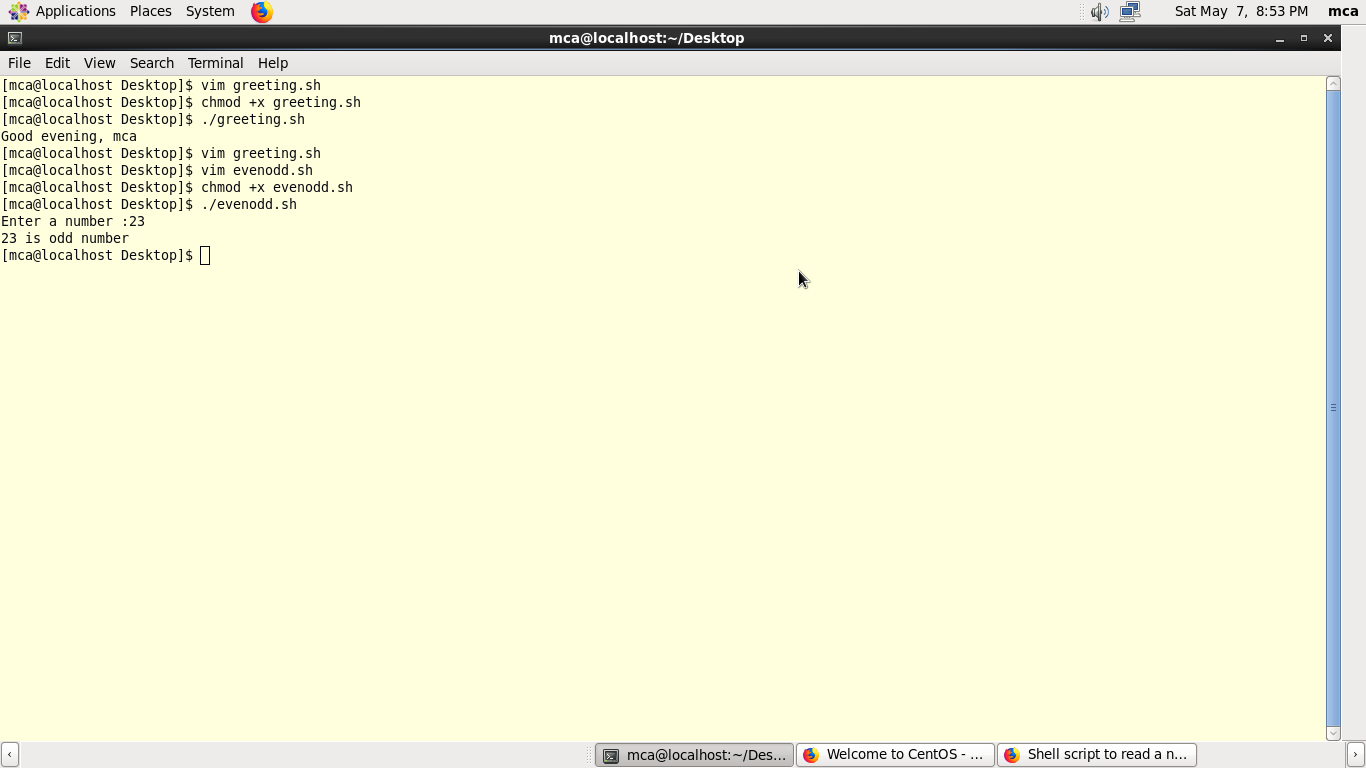 Applications Places System Sat May 7, 8:53 PM mca
mca@localhost:~/Desktop
File Edit View Search Terminal Help
[mca@localhost Desktop]$ vim greeting.sh
[mca@localhost Desktop]$ chmod +x greeting.sh
[mca@localhost Desktop]$ ./greeting.sh
Good evening, mca
[mca@localhost Desktop]$ vim greeting.sh
[mca@localhost Desktop]$ vim evenodd.sh
[mca@localhost Desktop]$ chmod +x evenodd.sh
[mca@localhost Desktop]$ ./evenodd.sh
Enter a number :23
23 is odd number
[mca@localhost Desktop]$
mca@localhost:~/Des... Welcome to CentOS - ... Shell script to read a n...